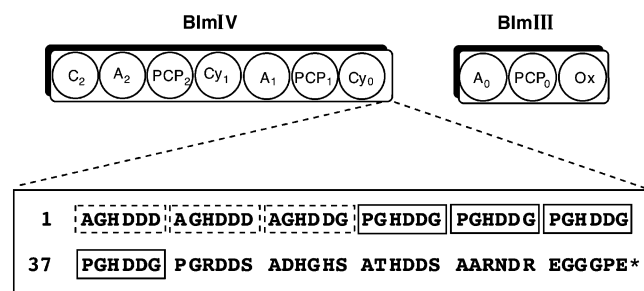 BlmIV BlmIII
C2 A2 PCP2 Cy1 A1 PCP1 Cy0 A0 PCP0 Ox
1 AGHDDD AGHDDD AGHDDG PGHDDG PGHDDG PGHDDG
37 PGHDDG PGRDDS ADHGHS ATHDDS AARNDR EGGGPE*